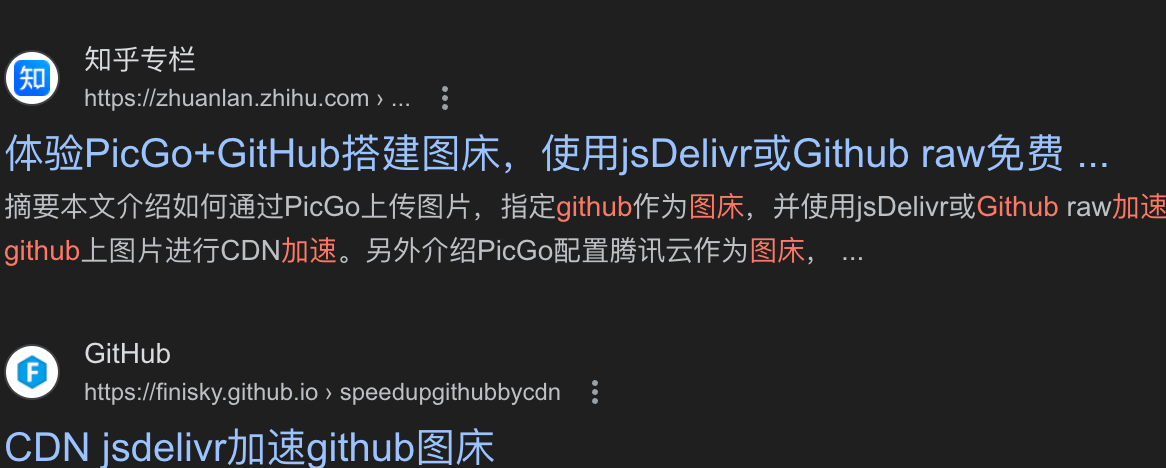 知
知乎专栏
https://zhuanlan.zhihu.com › ...
体验PicGo+GitHub搭建图床，使用jsDelivr或Github raw免费 ...
摘要本文介绍如何通过PicGo上传图片，指定github作为图床，并使用jsDelivr或Github raw加速
github上图片进行CDN加速。另外介绍PicGo配置腾讯云作为图床， ...
F
GitHub
https://finisky.github.io › speedupgithubbycdn
CDN jsdelivr加速github图床